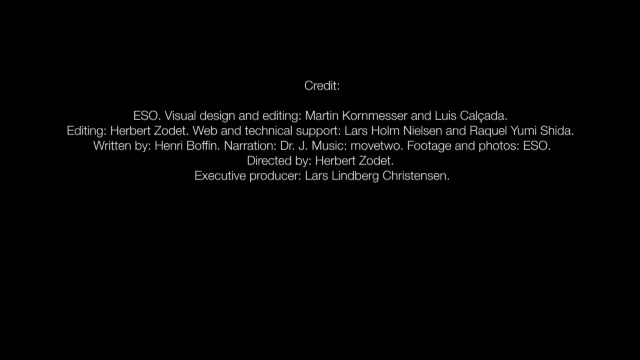 Credit:
ESO. Visual design and editing: Martin Kornmesser and Luis Calçada.
Editing: Herbert Zodet. Web and technical support: Lars Holm Nielsen and Raquel Yumi Shida.
Written by: Henri Boffin. Narration: Dr. J. Music: movetwo. Footage and photos: ESO.
Directed by: Herbert Zodet.
Executive producer: Lars Lindberg Christensen.